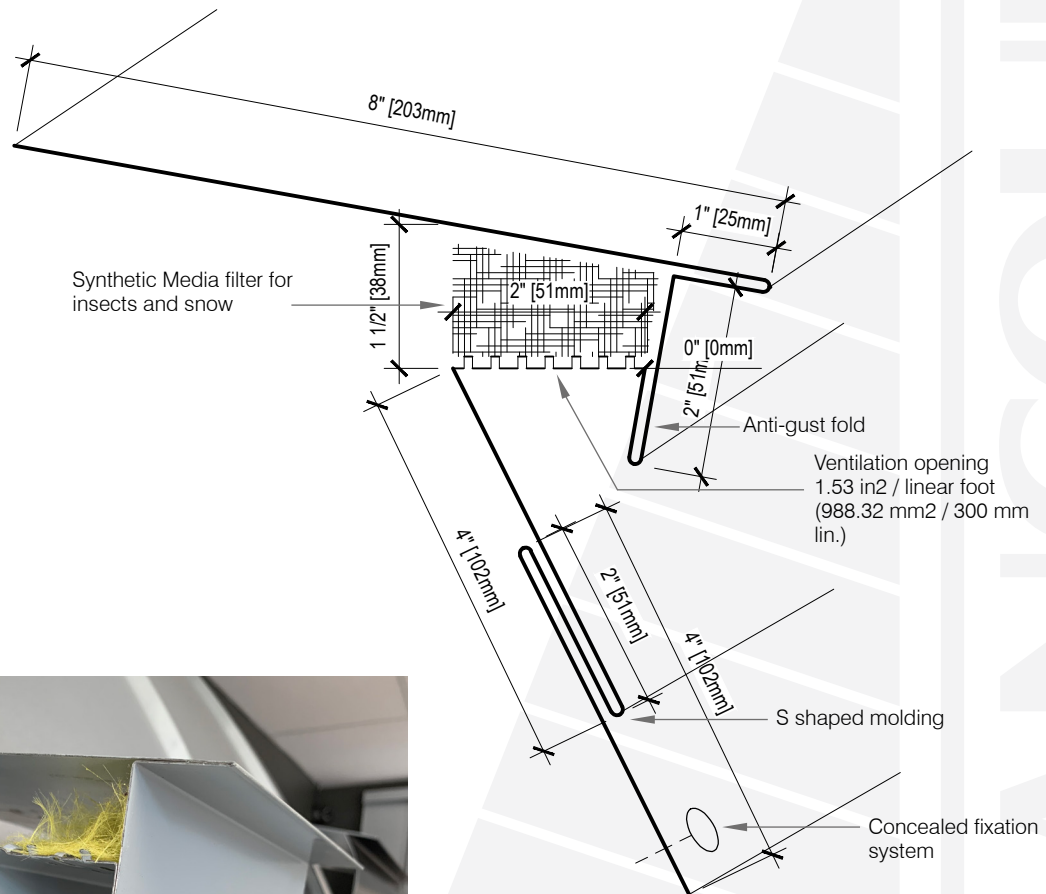 8" [203mm]
1" [25mm]
Synthetic Media filter for
insects and snow
1 1/2" [38mm]
2" [51mm]
0" [0mm]
2" [51m
Anti-gust fold
Ventilation opening
1.53 in2 / linear foot
(988.32 mm2 / 300 mm
lin.)
4" [102mm]
2" [51mm]
4" [102mm]
S shaped molding
Concealed fixation
system